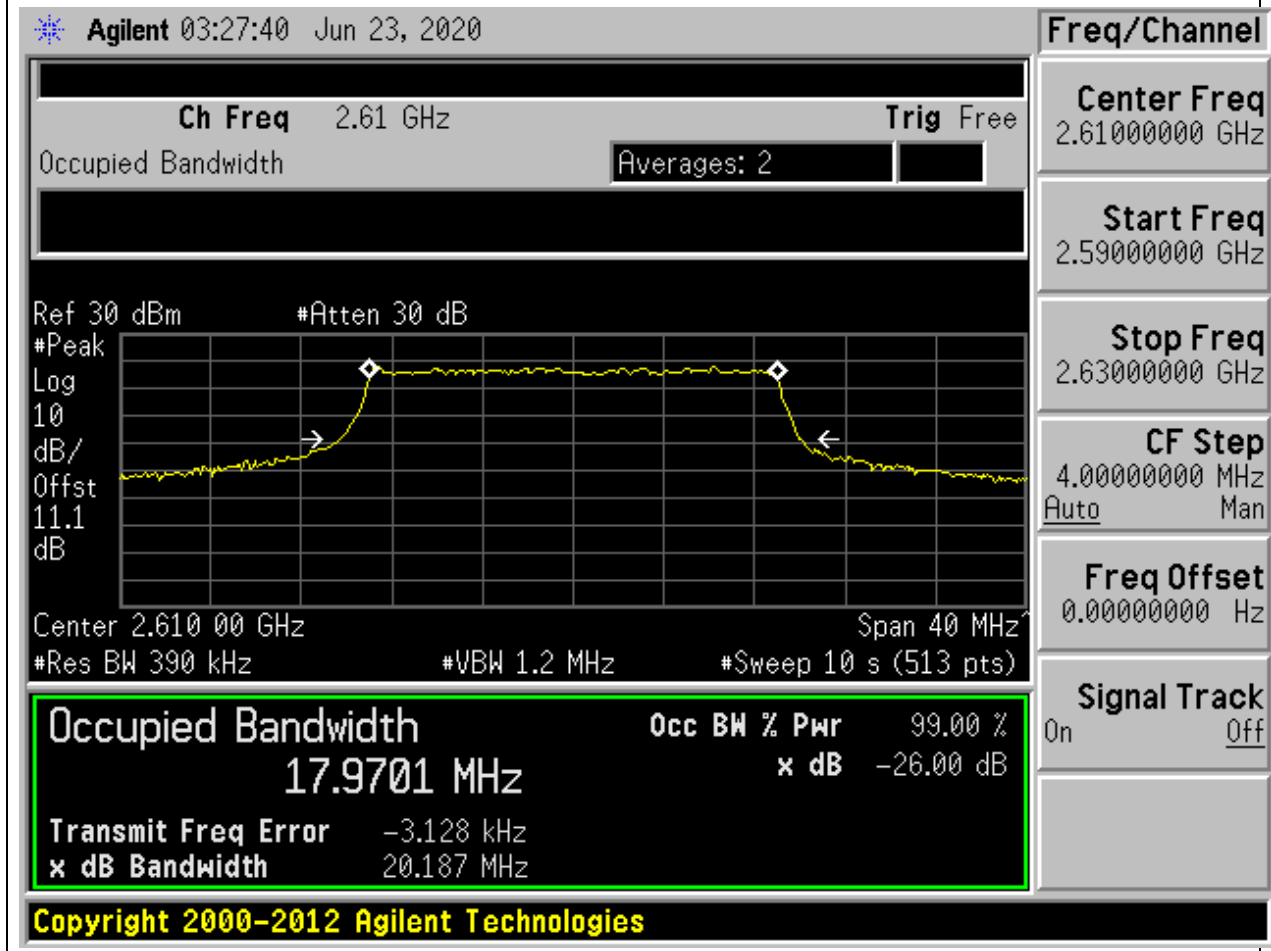 Agilent 03:27:40 Jun 23, 2020
Freq/Channel
Ch Freq 2.61 GHz Trig Free
Occupied Bandwidth Averages: 2
Ref 30 dBm #Atten 30 dB
#Peak
Log
10
dB/
Offst
11.1
dB
Center 2.610 00 GHz Span 40 MHz^
#Res BW 390 kHz #VBW 1.2 MHz #Sweep 10 s (513 pts)
Occupied Bandwidth
17.9701 MHz
Occ BW % Pwr 99.00 %
x dB -26.00 dB
Transmit Freq Error -3.128 kHz
x dB Bandwidth 20.187 MHz
Copyright 2000-2012 Agilent Technologies
Center Freq
2.61000000 GHz
Start Freq
2.59000000 GHz
Stop Freq
2.63000000 GHz
CF Step
4.00000000 MHz
Auto Man
Freq Offset
0.00000000 Hz
Signal Track
On Off